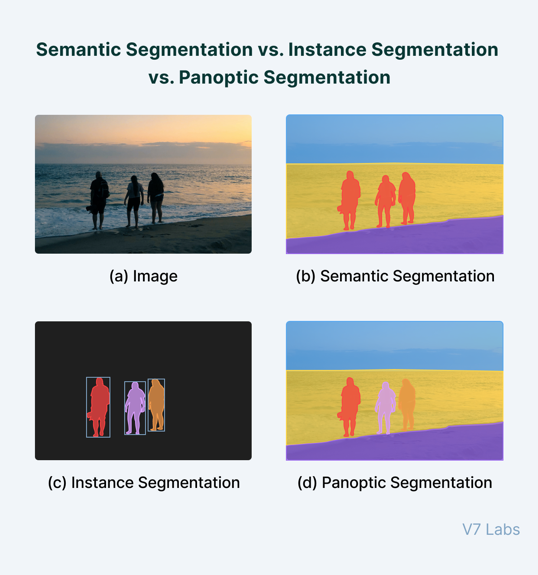 Semantic Segmentation vs. Instance Segmentation
vs. Panoptic Segmentation
(a) Image
(b) Semantic Segmentation
(c) Instance Segmentation
(d) Panoptic Segmentation
V7 Labs